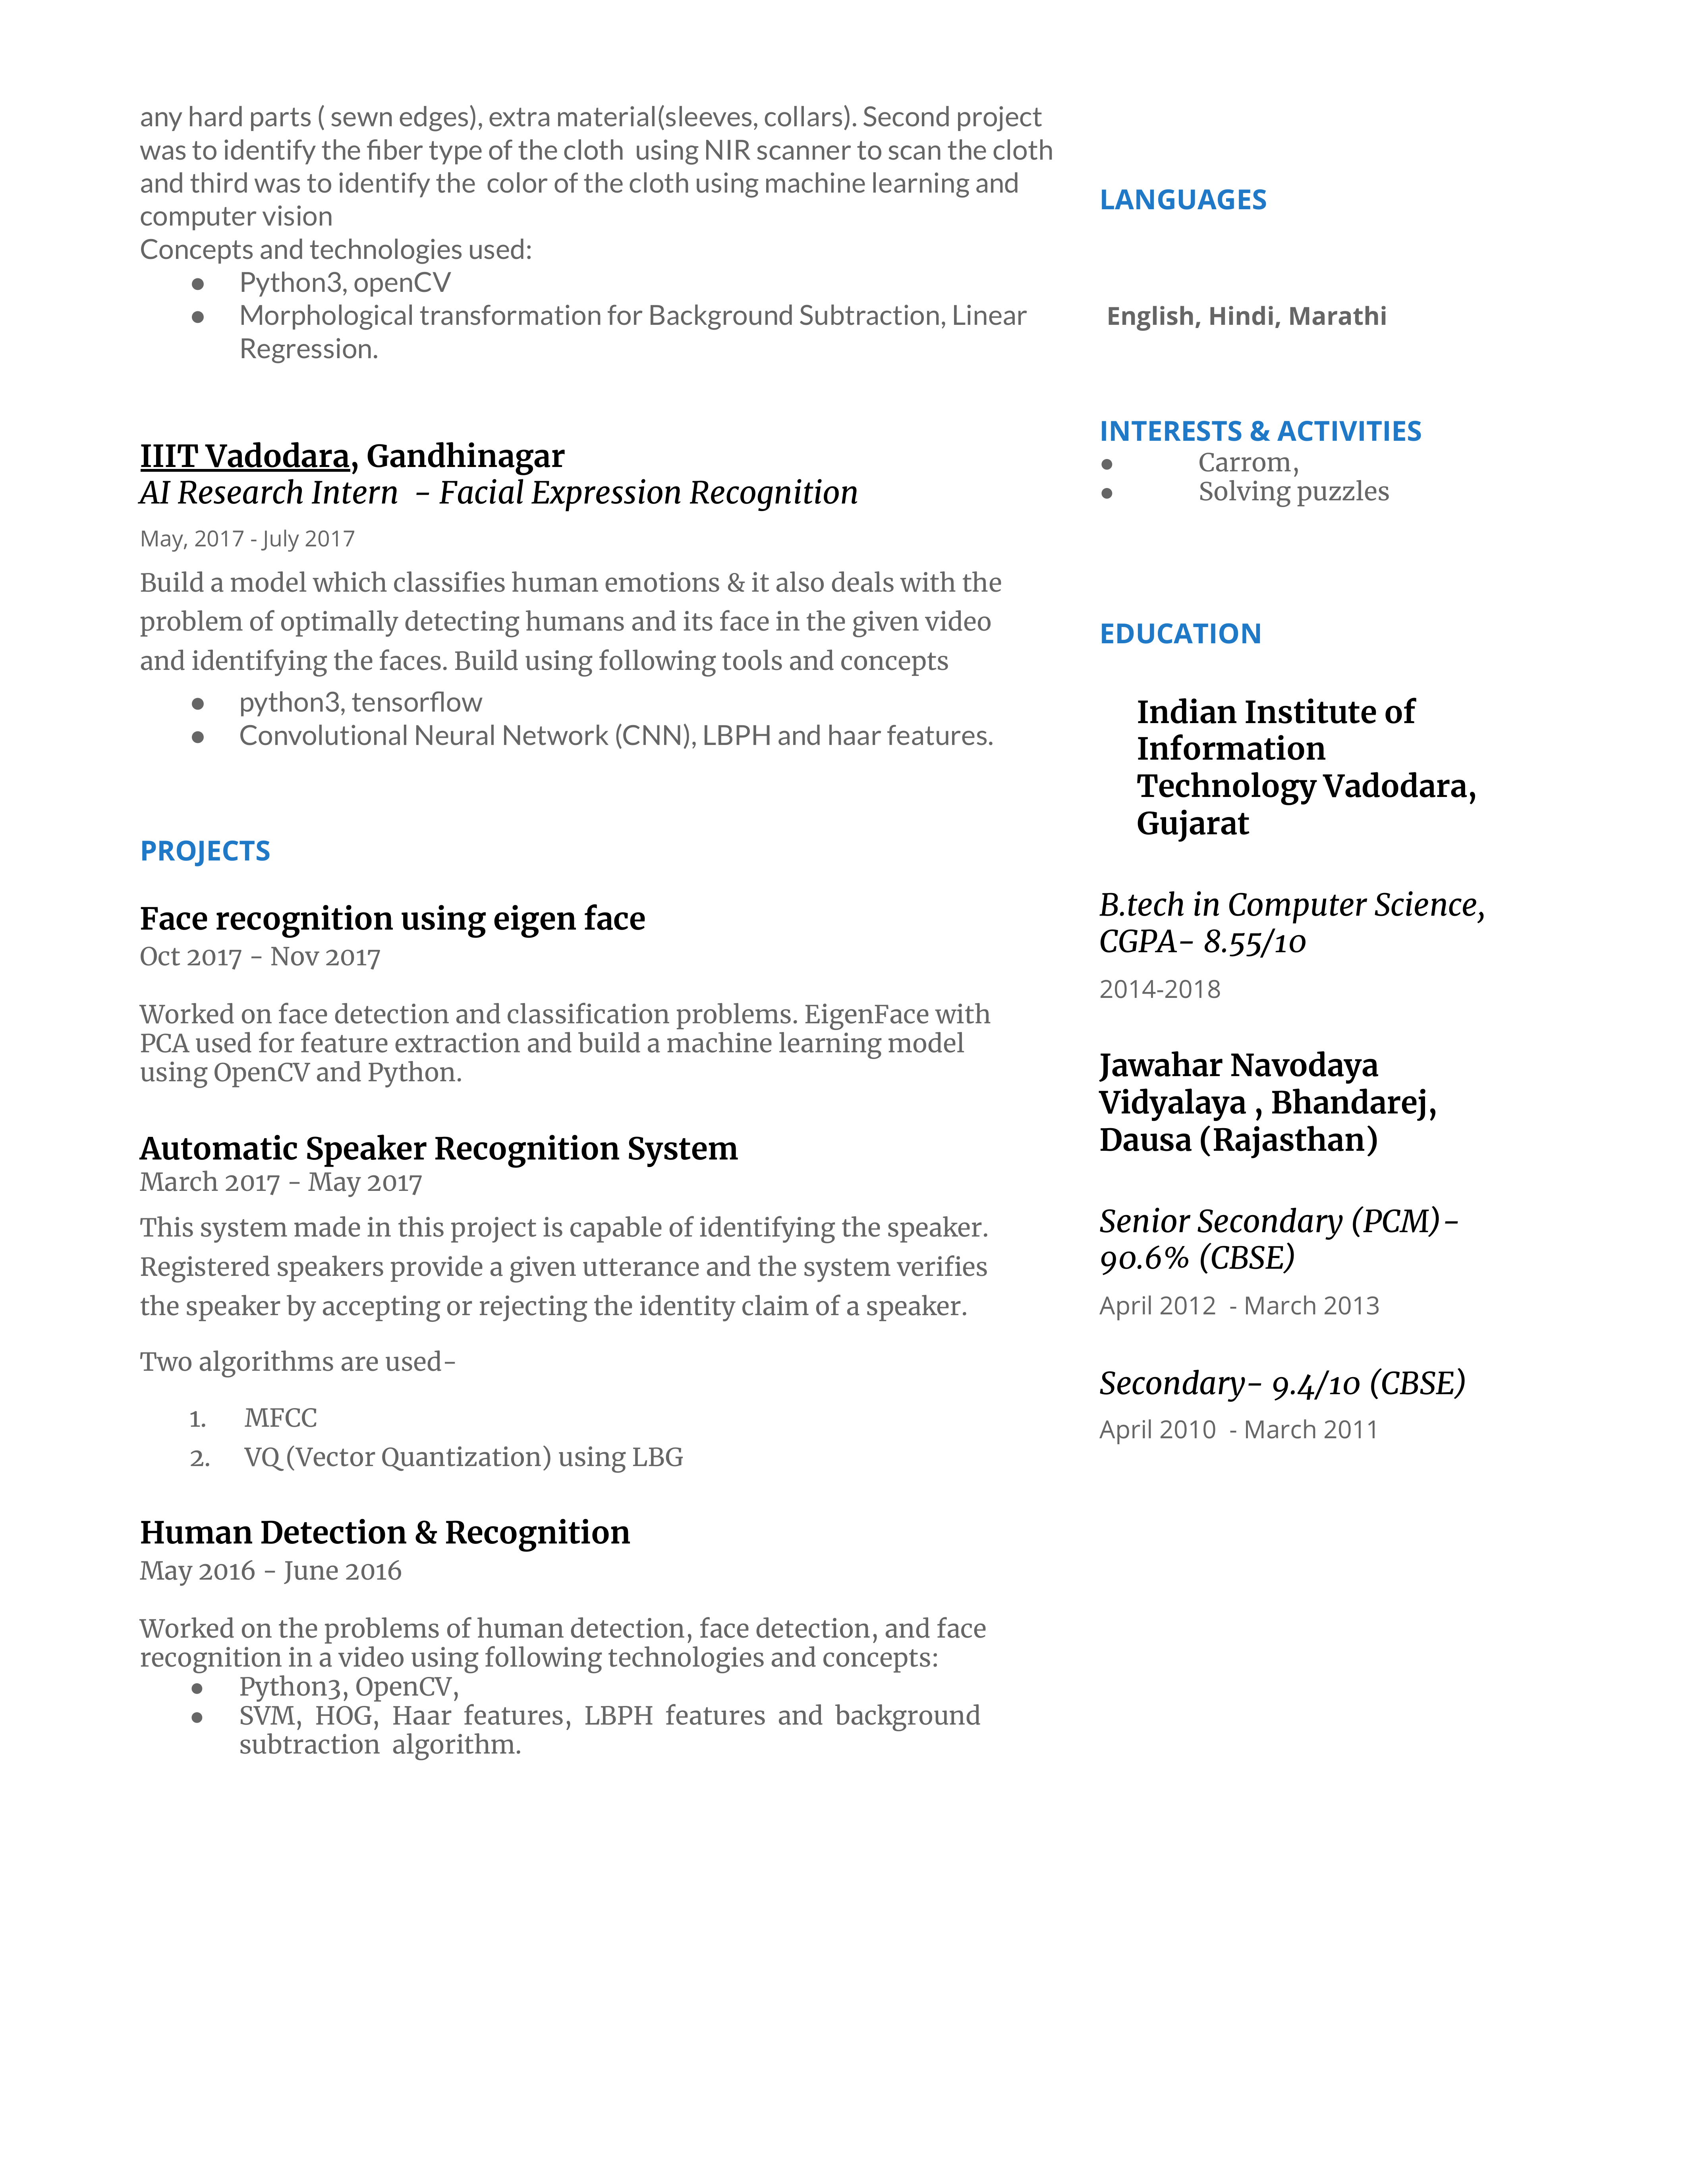 any hard parts ( sewn edges), extra material(sleeves, collars). Second project
was to identify the fiber type of the cloth  using NIR scanner to scan the cloth
and third was to identify the  color of the cloth using machine learning and
computer vision
Concepts and technologies used:
● Python3, openCV
● Morphological transformation for Background Subtraction, Linear
Regression.
IIIT Vadodara, Gandhinagar
AI Research Intern  - Facial Expression Recognition
May, 2017 - July 2017
Build a model which classifies human emotions & it also deals with the
problem of optimally detecting humans and its face in the given video
and identifying the faces. Build using following tools and concepts
● python3, tensorflow
● Convolutional Neural Network (CNN), LBPH and haar features.
PROJECTS
Face recognition using eigen face
Oct 2017 - Nov 2017
Worked on face detection and classification problems. EigenFace with
PCA used for feature extraction and build a machine learning model
using OpenCV and Python.
Automatic Speaker Recognition System
March 2017 - May 2017
This system made in this project is capable of identifying the speaker.
Registered speakers provide a given utterance and the system verifies
the speaker by accepting or rejecting the identity claim of a speaker.
Two algorithms are used-
1. MFCC
2. VQ (Vector Quantization) using LBG
Human Detection & Recognition
May 2016 - June 2016
Worked on the problems of human detection, face detection, and face
recognition in a video using following technologies and concepts:
● Python3, OpenCV,
● SVM, HOG, Haar features, LBPH features and background
subtraction algorithm.
LANGUAGES
English, Hindi, Marathi
INTERESTS & ACTIVITIES
● Carrom,
● Solving puzzles
EDUCATION
Indian Institute of
Information
Technology Vadodara,
Gujarat
B.tech in Computer Science,
CGPA- 8.55/10
2014-2018
Jawahar Navodaya
Vidyalaya , Bhandarej,
Dausa (Rajasthan)
Senior Secondary (PCM)-
90.6% (CBSE)
April 2012  - March 2013
Secondary- 9.4/10 (CBSE)
April 2010  - March 2011